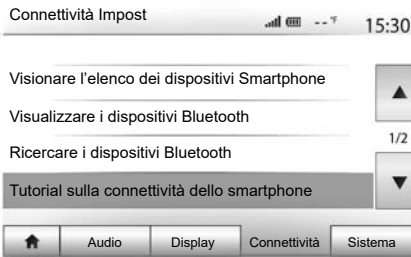 Connettività Impost
-- °F
15:30
Visionare l'elenco dei dispositivi Smartphone
Visualizzare i dispositivi Bluetooth
1/2
Ricercare i dispositivi Bluetooth
Tutorial sulla connettività dello smartphone
Audio Display Connettività Sistema